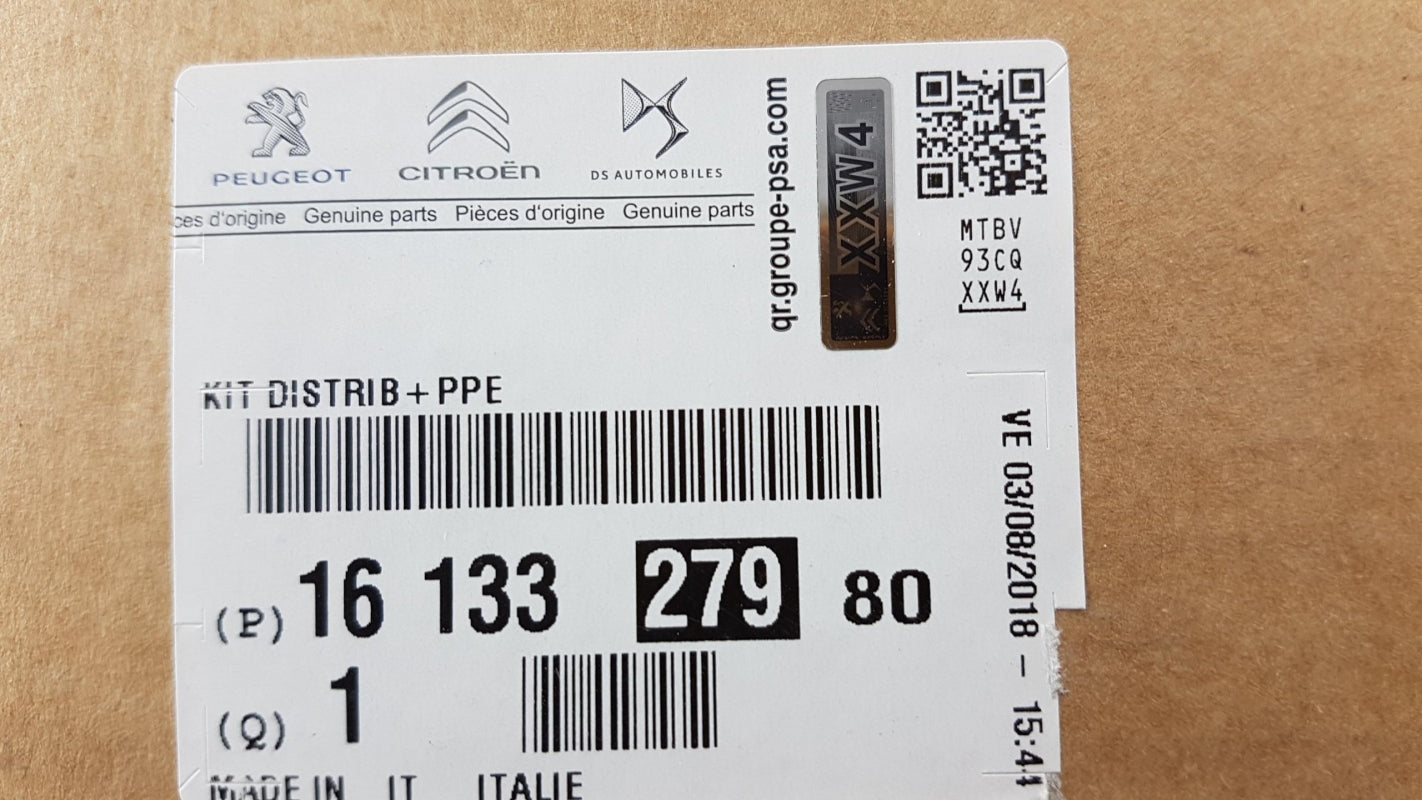 PEUGEOT
CITROËN
DS AUTOMOBILES
ces d'origine Genuine parts Pièces d'origine Genuine parts
qr.groupe-psa.com
XXW4
MTBV
93CQ
XXW4
KIT DISTRIB+PPE
(P) 16 133 279 80
(Q) 1
VE 03/08/2018 - 15:41
MADE IN IT ITALIE